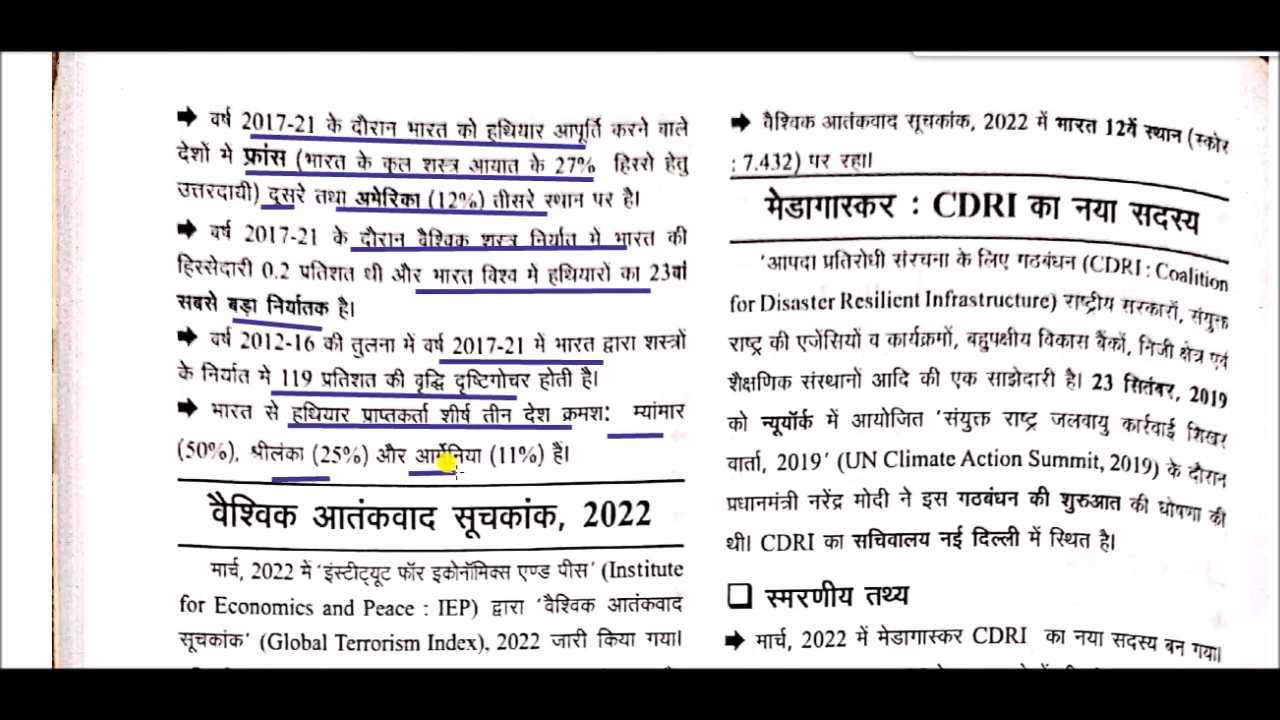 ➡ वर्ष 2017-21 के दौरान भारत को हथियार आपूर्ति करने वाले
देशों में फ्रांस (भारत के कुल शस्त्र आयात के 27% हिस्से हेतु
उत्तरदायी) दूसरे तथा अमेरिका (12%) तीसरे स्थान पर है।
➡ वर्ष 2017-21 के दौरान वैश्विक शस्त्र निर्यात में भारत की
हिस्सेदारी 0.2 प्रतिशत थी और भारत विश्व में हथियारों का 23वां
सबसे बड़ा निर्यातक है।
➡ वर्ष 2012-16 की तुलना में वर्ष 2017-21 में भारत द्वारा शस्त्रों
के निर्यात में 119 प्रतिशत की वृद्धि दृष्टिगोचर होती है।
➡ भारत से हथियार प्राप्तकर्ता शीर्ष तीन देश क्रमश: म्यांमार
(50%), श्रीलंका (25%) और आर्मेनिया (11%) हैं।
वैश्विक आतंकवाद सूचकांक, 2022
मार्च, 2022 में 'इंस्टीट्यूट फॉर इकोनॉमिक्स एण्ड पीस' (Institute
for Economics and Peace : IEP) द्वारा 'वैश्विक आतंकवाद
सूचकांक' (Global Terrorism Index), 2022 जारी किया गया।
➡ वैश्विक आतंकवाद सूचकांक, 2022 में भारत 12वें स्थान (स्कोर
: 7.432) पर रहा।
मेडागास्कर : CDRI का नया सदस्य
'आपदा प्रतिरोधी संरचना के लिए गठबंधन (CDRI : Coalition
for Disaster Resilient Infrastructure) राष्ट्रीय सरकारों, संयुक्त
राष्ट्र की एजेंसियों व कार्यक्रमों, बहुपक्षीय विकास बैंकों, निजी क्षेत्र एवं
शैक्षणिक संस्थानों आदि की एक साझेदारी है। 23 सितंबर, 2019
को न्यूयॉर्क में आयोजित 'संयुक्त राष्ट्र जलवायु कार्रवाई शिखर
वार्ता, 2019' (UN Climate Action Summit, 2019) के दौरान
प्रधानमंत्री नरेंद्र मोदी ने इस गठबंधन की शुरुआत की घोषणा की
थी। CDRI का सचिवालय नई दिल्ली में स्थित है।
❑ स्मरणीय तथ्य
➡ मार्च, 2022 में मेडागास्कर CDRI का नया सदस्य बन गया।